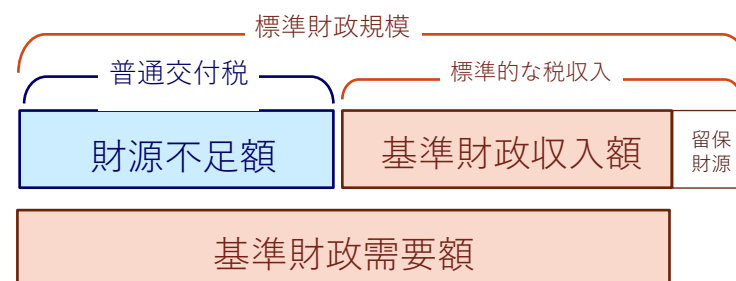 標準財政規模
普通交付税
標準的な税収入
財源不足額
基準財政収入額
留保
財源
基準財政需要額